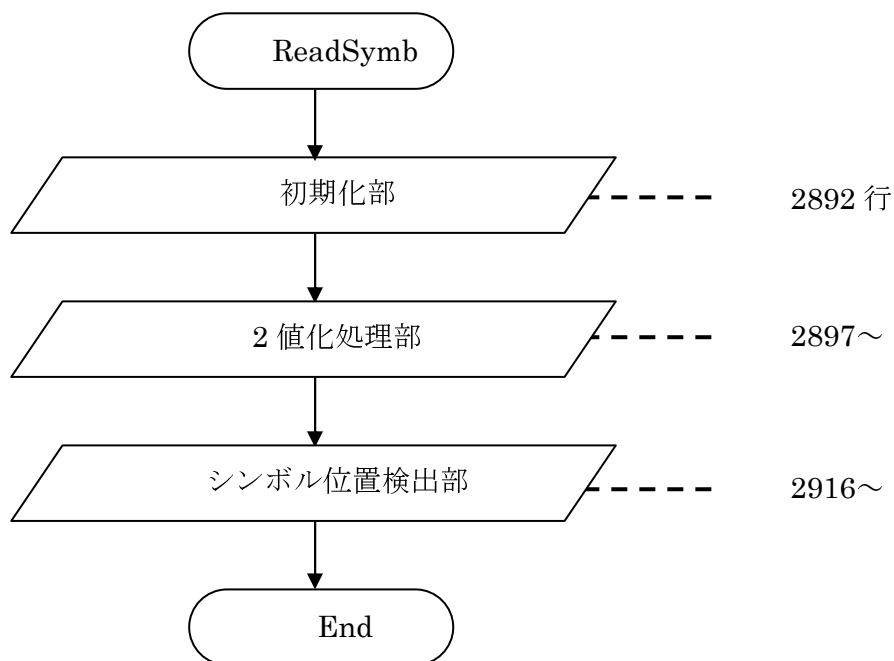 ReadSymb
初期化部
2892 行
2 値化処理部
2897～
シンボル位置検出部
2916～
End